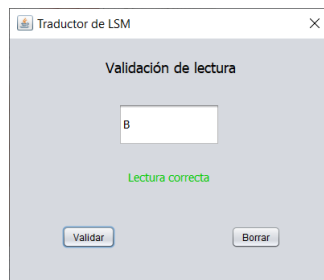 Traductor de LSM
Validación de lectura
B
Lectura correcta
Validar
Borrar